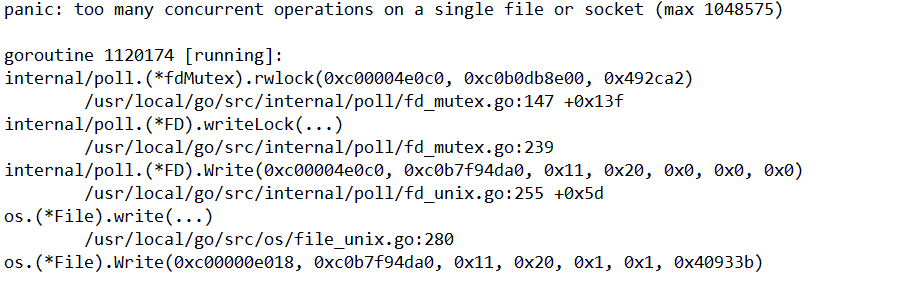 panic: too many concurrent operations on a single file or socket (max 1048575)

goroutine 1120174 [running]:
internal/poll.(*fdMutex).rwlock(0xc00004e0c0, 0xc0b0db8e00, 0x492ca2)
        /usr/local/go/src/internal/poll/fd_mutex.go:147 +0x13f
internal/poll.(*FD).writeLock(...)
        /usr/local/go/src/internal/poll/fd_mutex.go:239
internal/poll.(*FD).Write(0xc00004e0c0, 0xc0b7f94da0, 0x11, 0x20, 0x0, 0x0, 0x0)
        /usr/local/go/src/internal/poll/fd_unix.go:255 +0x5d
os.(*File).write(...)
        /usr/local/go/src/os/file_unix.go:280
os.(*File).Write(0xc00000e018, 0xc0b7f94da0, 0x11, 0x20, 0x1, 0x1, 0x40933b)